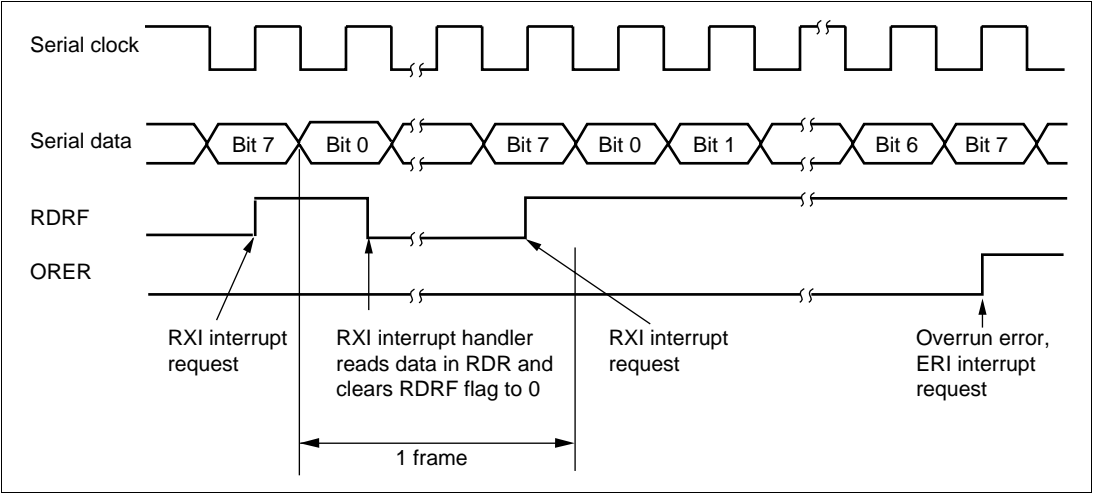 Serial clock
Serial data
Bit 7
Bit 0
Bit 7
Bit 0
Bit 1
Bit 6
Bit 7
RDRF
ORER
RXI interrupt
request
RXI interrupt handler
reads data in RDR and
clears RDRF flag to 0
RXI interrupt
request
Overrun error,
ERI interrupt
request
1 frame